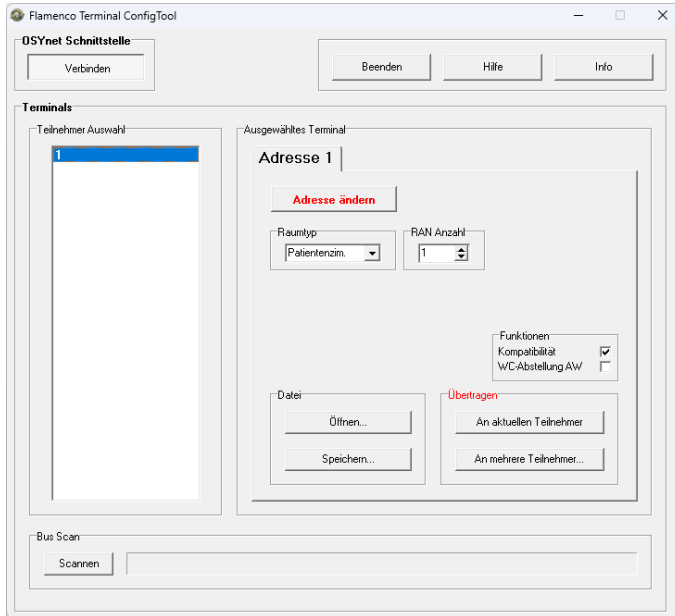 Flamenco Terminal ConfigTool
OSYnet Schnittstelle
Verbinden
Beenden
Hilfe
Info
Terminals
Teilnehmer Auswahl
1
Ausgewähltes Terminal
Adresse 1
Adresse ändern
Raumtyp
Patientenzim.
RAN Anzahl
1
Funktionen
Kompatibilität
WC-Abstellung AW
Datei
Öffnen...
Speichern...
Übertragen
An aktuellen Teilnehmer
An mehrere Teilnehmer...
Bus Scan
Scannen